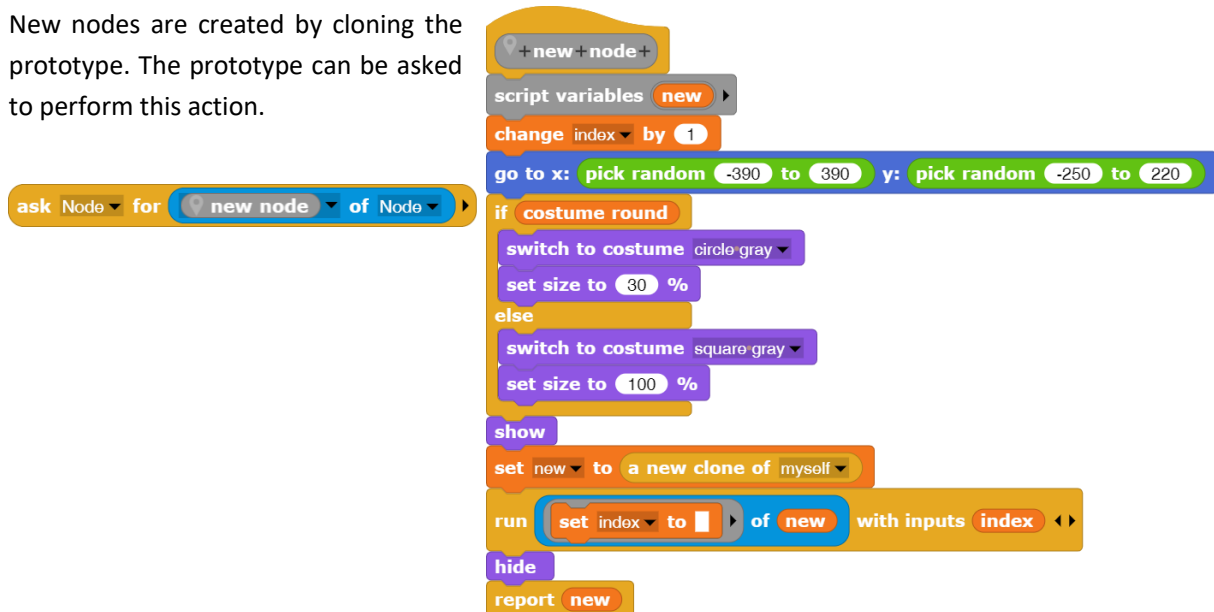 New nodes are created by cloning the
prototype. The prototype can be asked
to perform this action.
ask Node for new node of Node
+new+node+
script variables new
change index by 1
go to x: pick random -390 to 390 y: pick random -250 to 220
if costume round
switch to costume circle gray
set size to 30 %
else
switch to costume square gray
set size to 100 %
show
set new to a new clone of myself
run set index to of new with inputs index
hide
report new